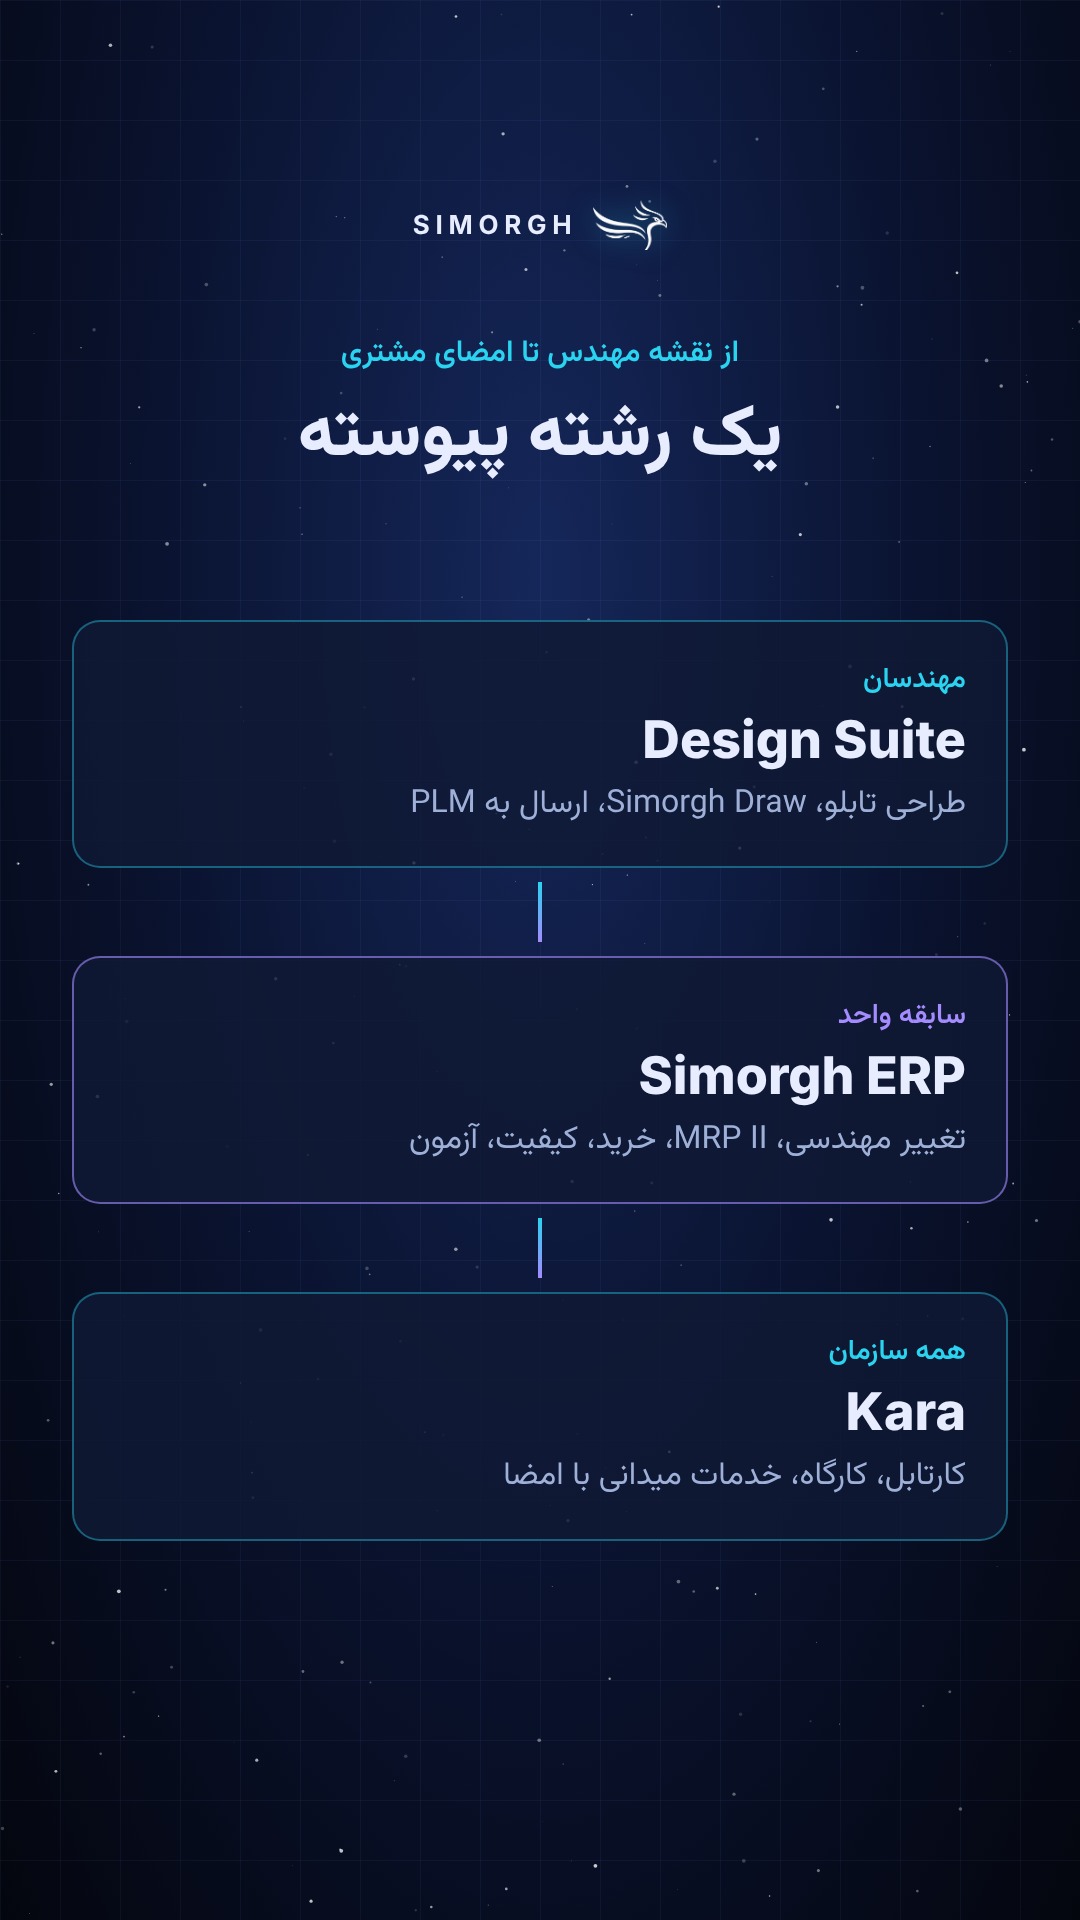 SIMORGH
از نقشه مهندس تا امضای مشتری
یک رشته پیوسته
مهندسان
Design Suite
طراحی تابلو، Simorgh Draw، ارسال به PLM
سابقه واحد
Simorgh ERP
تغییر مهندسی، MRP II، خرید، کیفیت، آزمون
همه سازمان
Kara
کارتابل، کارگاه، خدمات میدانی با امضا